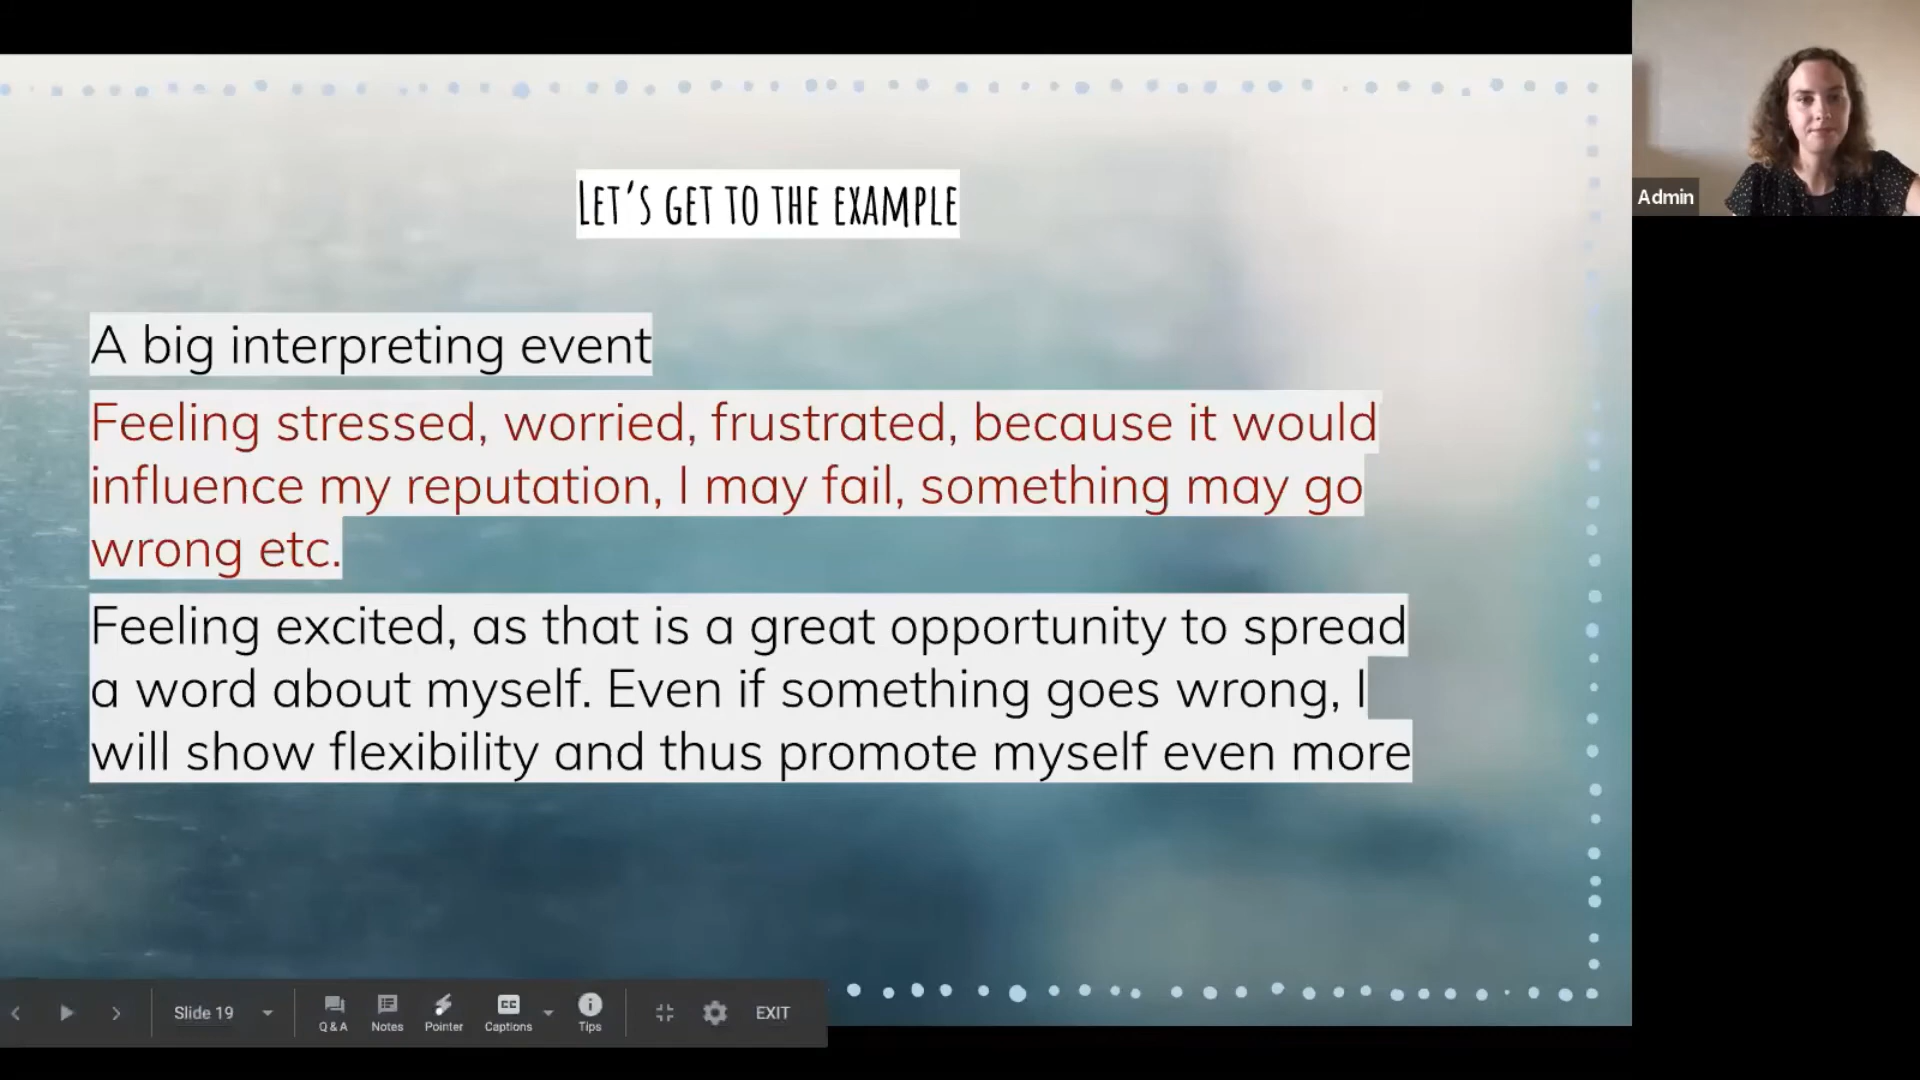 LET'S GET TO THE EXAMPLE
A big interpreting event
Feeling stressed, worried, frustrated, because it would
influence my reputation, I may fail, something may go
wrong etc.
Feeling excited, as that is a great opportunity to spread
a word about myself. Even if something goes wrong, I
will show flexibility and thus promote myself even more
Admin
Slide 19
Q & A
Notes
Pointer
CC
Captions
Tips
EXIT